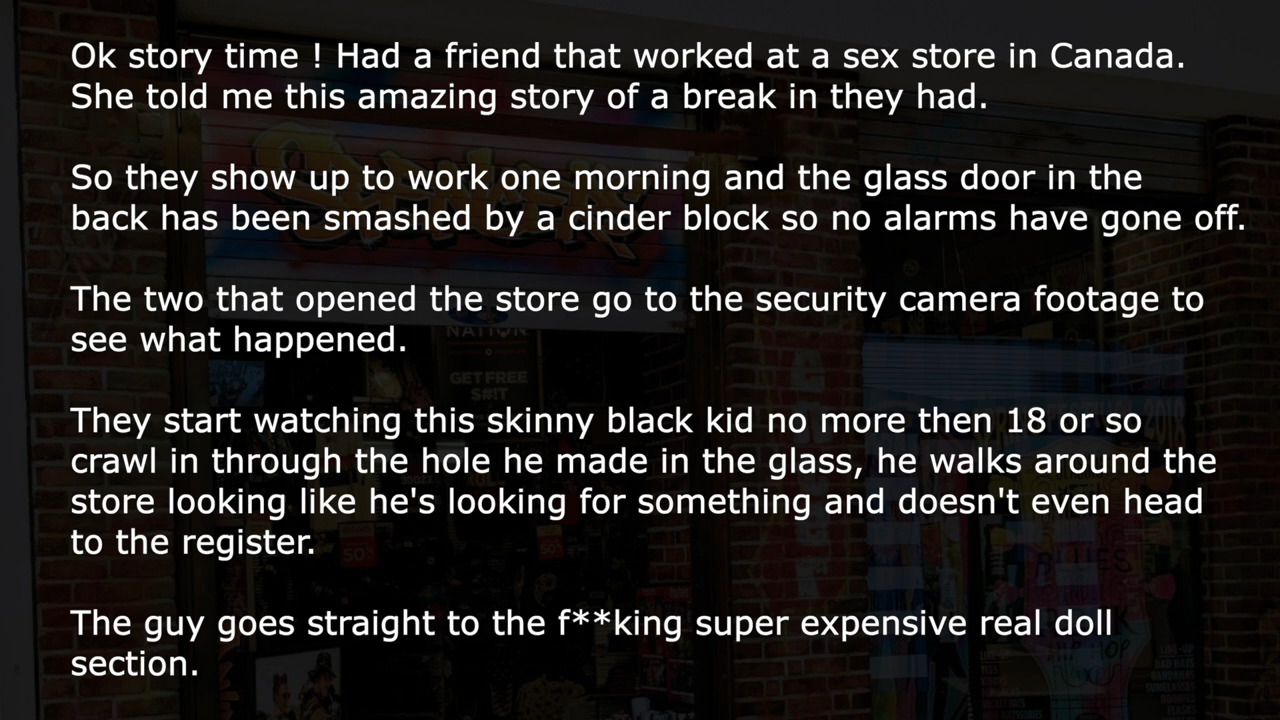 Ok story time ! Had a friend that worked at a sex store in Canada.
She told me this amazing story of a break in they had.
So they show up to work one morning and the glass door in the
back has been smashed by a cinder block so no alarms have gone off.
The two that opened the store go to the security camera footage to
see what happened.
They start watching this skinny black kid no more then 18 or so
crawl in through the hole he made in the glass, he walks around the
store looking like he's looking for something and doesn't even head
to the register.
The guy goes straight to the f**king super expensive real doll
section.
NATION
GET FREE
S#!T
50%
50%